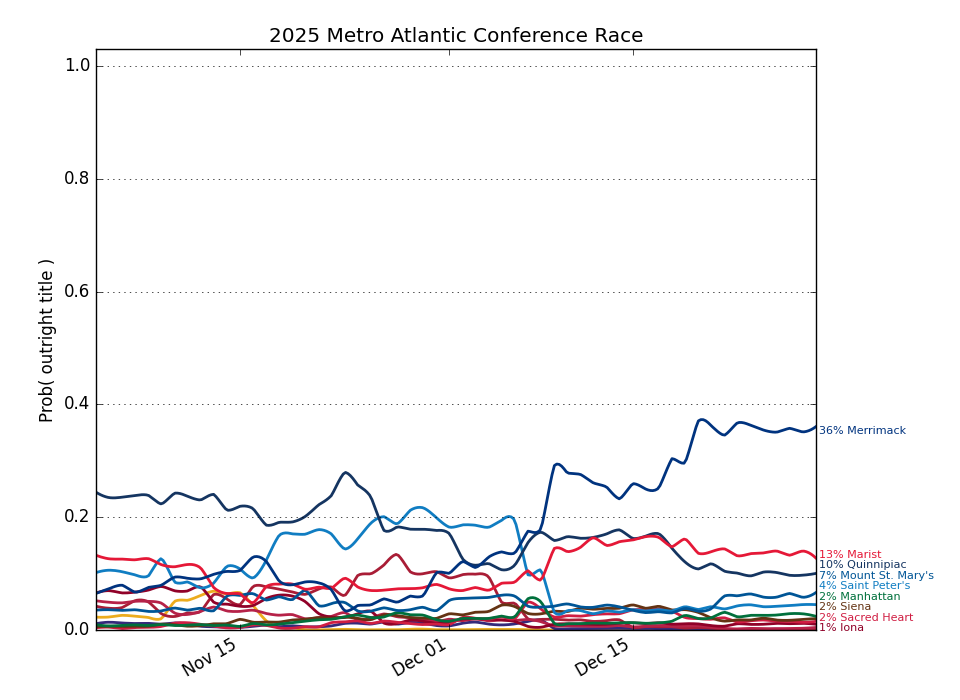 2025 Metro Atlantic Conference Race
1.0
0.8
0.6
0.4
0.2
0.0
Prob( outright title )
Nov 15
Dec 01
Dec 15
36% Merrimack
13% Marist
10% Quinnipiac
7% Mount St. Mary's
4% Saint Peter's
2% Manhattan
2% Siena
2% Sacred Heart
1% Iona